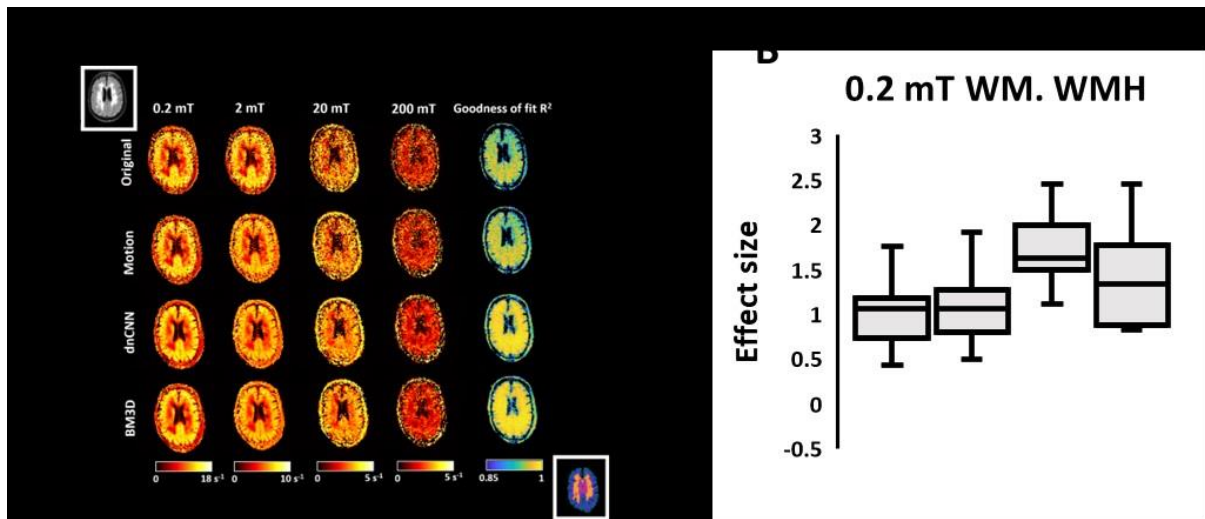 0.2 mT 2 mT 20 mT 200 mT Goodness of fit R²
Original
Motion
dnCNN
BM3D
0 18 s⁻¹ 0 10 s⁻¹ 0 5 s⁻¹ 0 5 s⁻¹ 0.85 1
B
0.2 mT WM. WMH
Effect size
3
2.5
2
1.5
1
0.5
0
-0.5